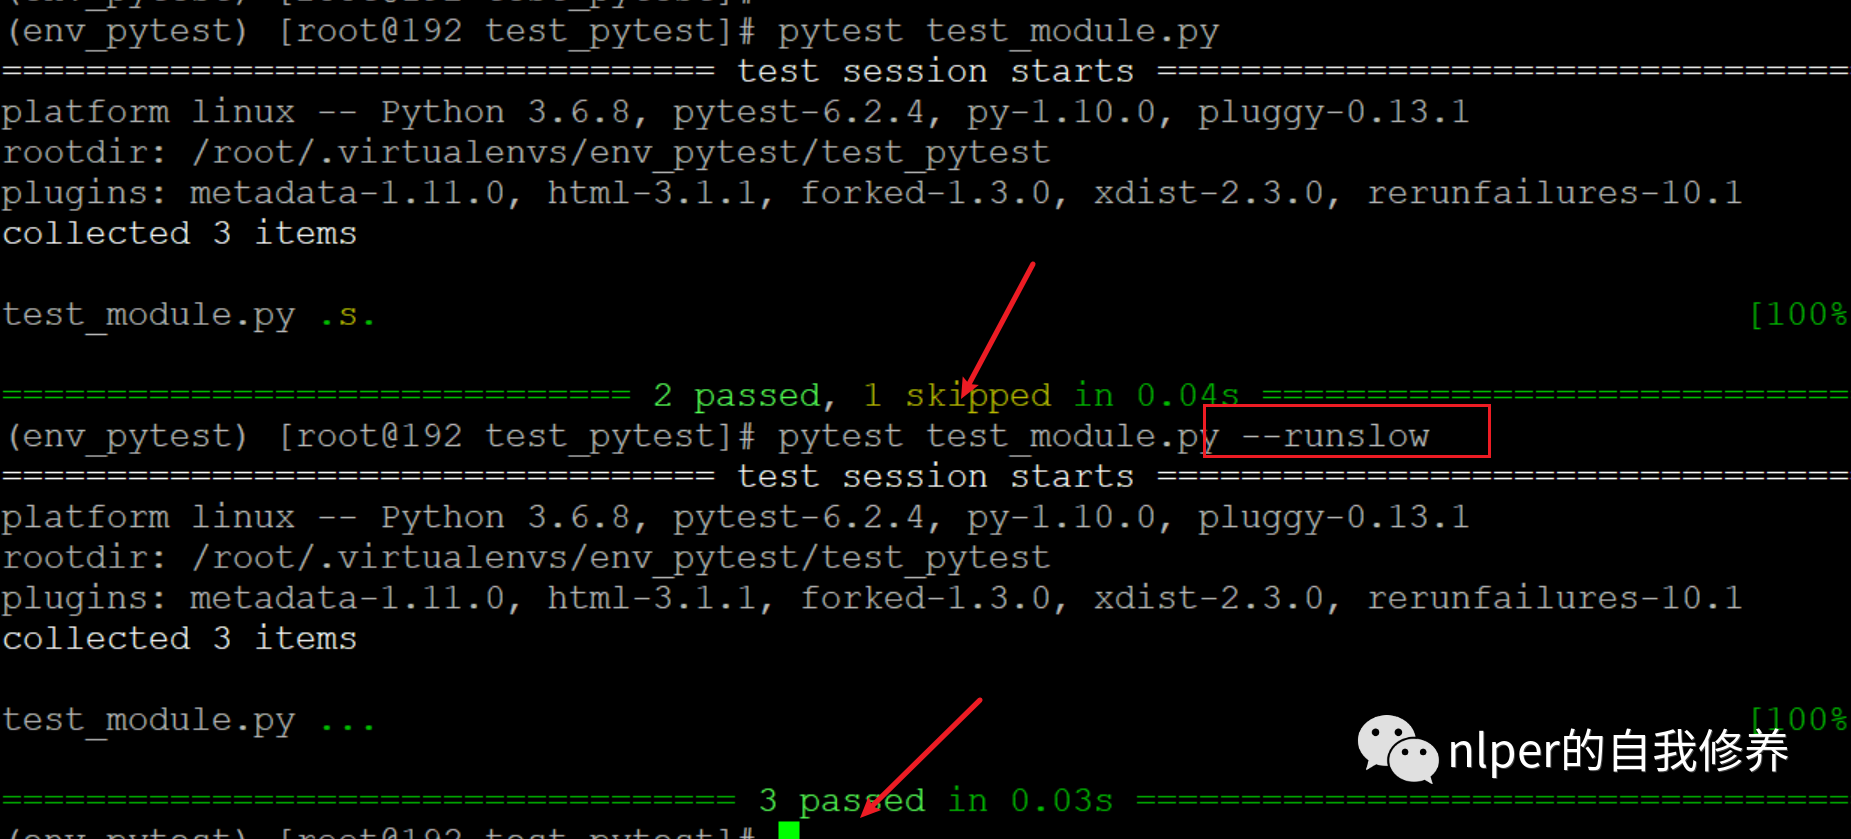 (env_pytest) [root@192 test_pytest]#
(env_pytest) [root@192 test_pytest]# pytest test_module.py
================================== test session starts =================================
platform linux -- Python 3.6.8, pytest-6.2.4, py-1.10.0, pluggy-0.13.1
rootdir: /root/.virtualenvs/env_pytest/test_pytest
plugins: metadata-1.11.0, html-3.1.1, forked-1.3.0, xdist-2.3.0, rerunfailures-10.1
collected 3 items
test_module.py .s. [100%
============================== 2 passed, 1 skipped in 0.04s ============================
(env_pytest) [root@192 test_pytest]# pytest test_module.py --runslow
================================== test session starts =================================
platform linux -- Python 3.6.8, pytest-6.2.4, py-1.10.0, pluggy-0.13.1
rootdir: /root/.virtualenvs/env_pytest/test_pytest
plugins: metadata-1.11.0, html-3.1.1, forked-1.3.0, xdist-2.3.0, rerunfailures-10.1
collected 3 items
test_module.py ... [100%
nlper的自我修养
=================================== 3 passed in 0.03s ==================================
(env_pytest) [root@192 test_pytest]#